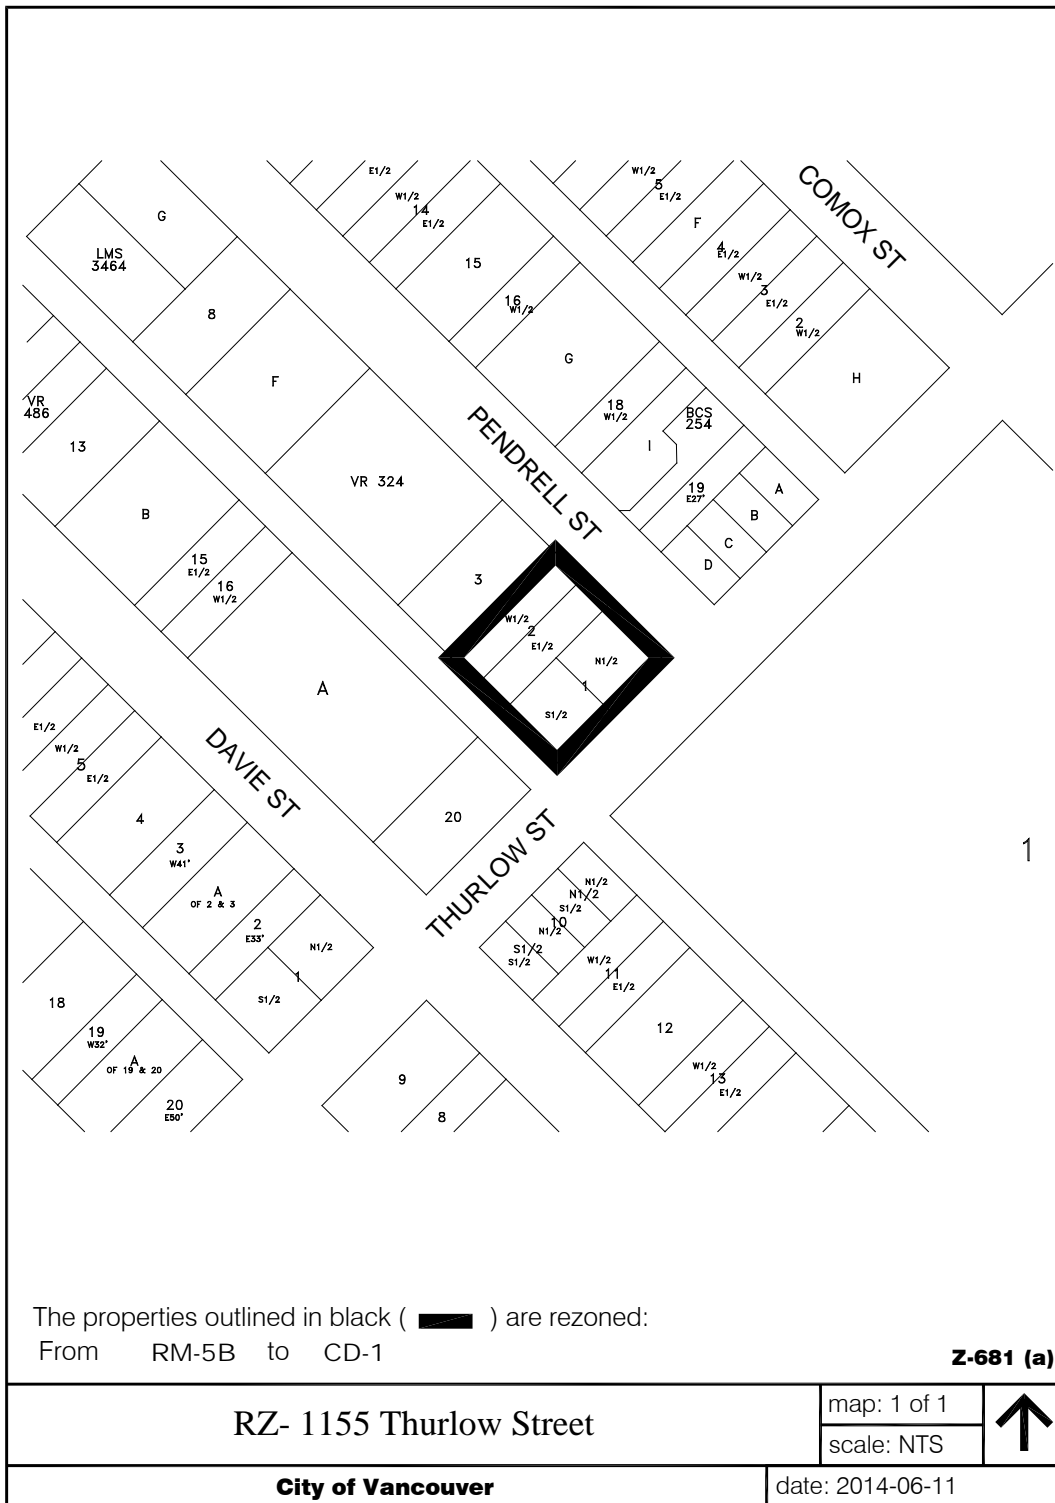 COMOX ST
E1/2
W1/2
14
E1/2
W1/2
5
E1/2
G
F
LMS
3464
4
E1/2
15
W1/2
3
E1/2
16
W1/2
8
2
W1/2
G
H
F
VR
486
18
W1/2
BCS
254
PENDRELL ST
13
I
VR 324
19
E27'
A
B
B
C
D
15
E1/2
16
W1/2
3
W1/2
2
E1/2
N1/2
1
S1/2
A
E1/2
W1/2
5
E1/2
DAVIE ST
4
20
THURLOW ST
1
3
W41'
A
OF 2 & 3
2
E33'
N1/2
1
S1/2
N1/2
N1/2
S1/2
10
N1/2
S1/2
S1/2
W1/2
11
E1/2
18
19
W32'
A
OF 19 & 20
20
E50'
9
8
12
W1/2
13
E1/2
The properties outlined in black ( ) are rezoned:
From RM-5B to CD-1
Z-681 (a)
RZ- 1155 Thurlow Street
map: 1 of 1
scale: NTS
City of Vancouver
date: 2014-06-11